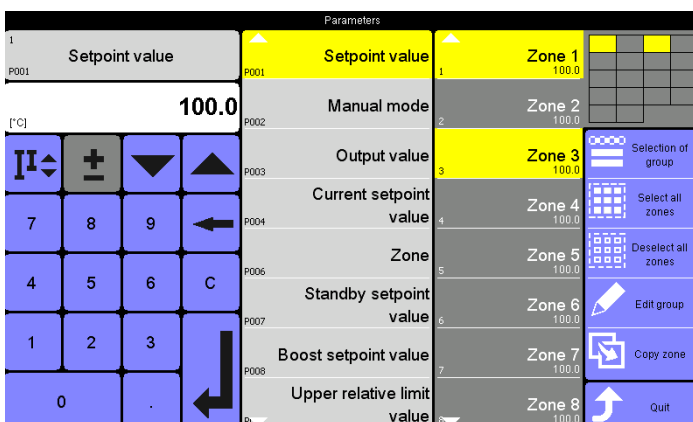 Parameters
1
Setpoint value
P001
100.0
[°C]
7
8
9
4
5
6
C
1
2
3
0
.
Setpoint value
P001
Manual mode
P002
Output value
P003
Current setpoint
value
P004
Zone
P006
Standby setpoint
value
P007
Boost setpoint value
P008
Upper relative limit
value
Zone 1
1
100.0
Zone 2
2
100.0
Zone 3
3
100.0
Zone 4
4
100.0
Zone 5
5
100.0
Zone 6
6
100.0
Zone 7
7
100.0
Zone 8
100.0
Selection of
group
Select all
zones
Deselect all
zones
Edit group
Copy zone
Quit